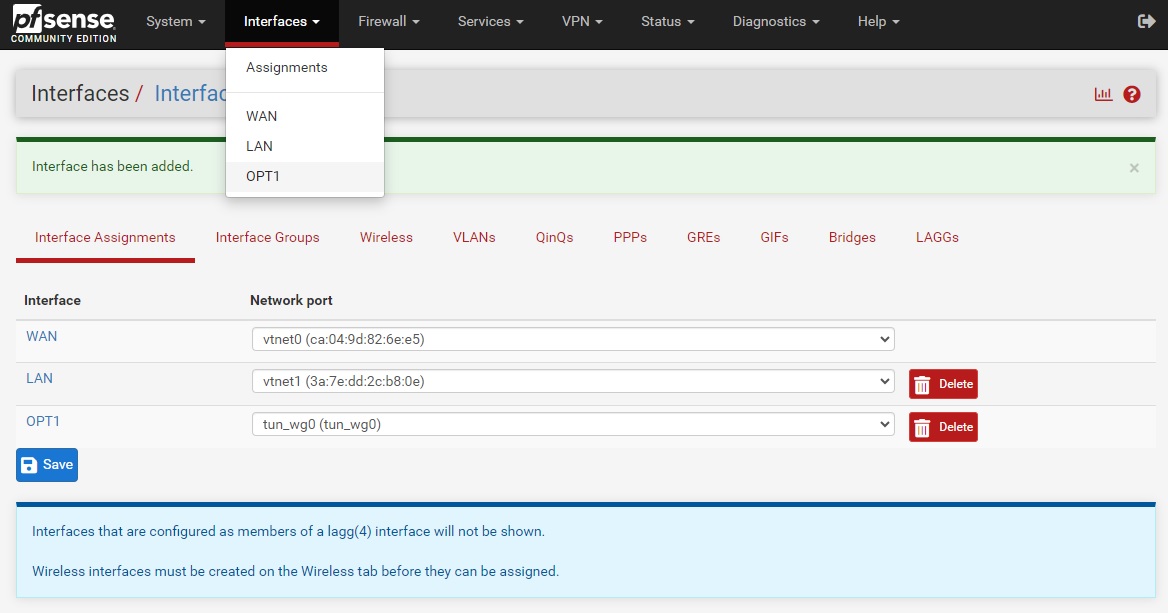 pfsense
COMMUNITY EDITION
System
Interfaces
Firewall
Services
VPN
Status
Diagnostics
Help
Assignments
WAN
LAN
OPT1
Interfaces /
Interface has been added.
×
Interface Assignments
Interface Groups
Wireless
VLANs
QinQs
PPPs
GREs
GIFs
Bridges
LAGGs
Interface Network port
WAN vtnet0 (ca:04:9d:82:6e:e5)
LAN vtnet1 (3a:7e:dd:2c:b8:0e) Delete
OPT1 tun_wg0 (tun_wg0) Delete
Save
Interfaces that are configured as members of a lagg(4) interface will not be shown.
Wireless interfaces must be created on the Wireless tab before they can be assigned.